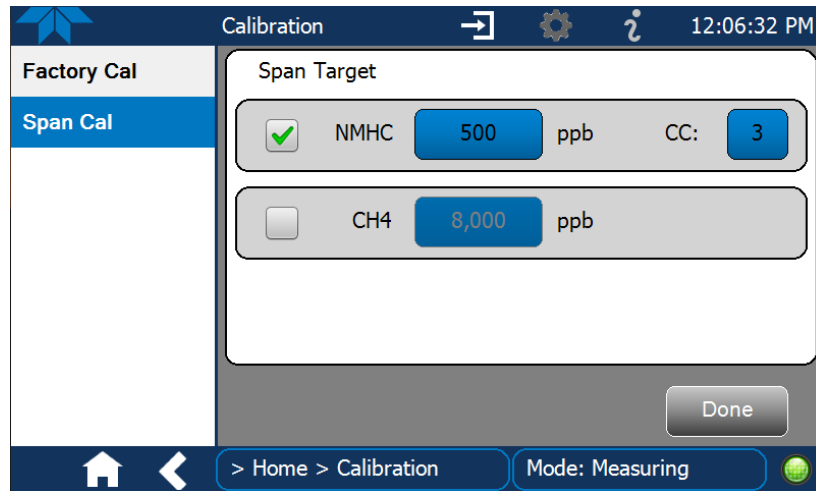 Calibration 12:06:32 PM
Factory Cal
Span Cal
Span Target
NMHC 500 ppb CC: 3
CH4 8,000 ppb
Done
> Home > Calibration Mode: Measuring